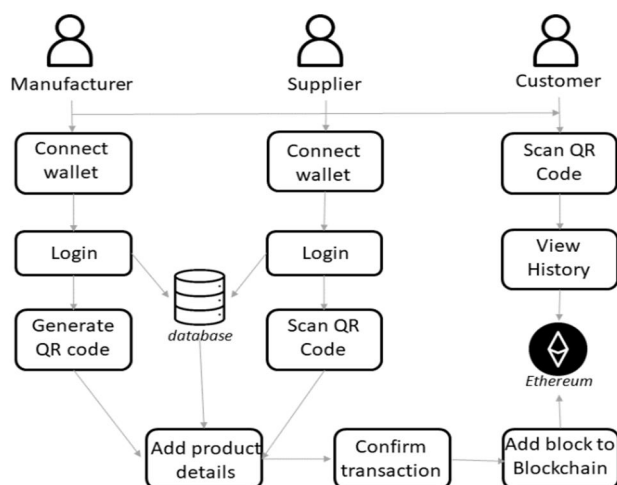 Manufacturer
Supplier
Customer
Connect
wallet
Connect
wallet
Scan QR
Code
Login
Login
View
History
Generate
QR code
database
Scan QR
Code
Ethereum
Add product
details
Confirm
transaction
Add block to
Blockchain